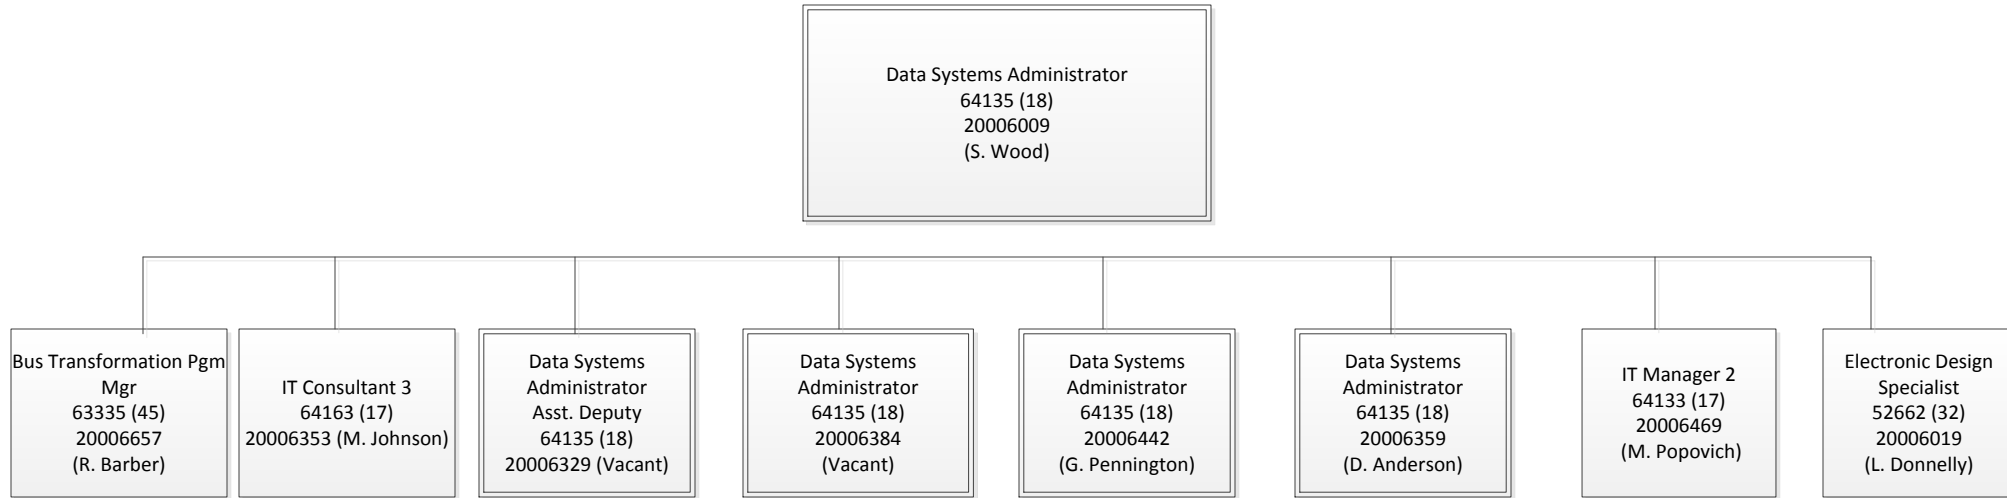 Data Systems Administrator
64135 (18)
20006009
(S. Wood)
Bus Transformation Pgm
Mgr
63335 (45)
20006657
(R. Barber)
IT Consultant 3
64163 (17)
20006353 (M. Johnson)
Data Systems
Administrator
Asst. Deputy
64135 (18)
20006329 (Vacant)
Data Systems
Administrator
64135 (18)
20006384
(Vacant)
Data Systems
Administrator
64135 (18)
20006442
(G. Pennington)
Data Systems
Administrator
64135 (18)
20006359
(D. Anderson)
IT Manager 2
64133 (17)
20006469
(M. Popovich)
Electronic Design
Specialist
52662 (32)
20006019
(L. Donnelly)